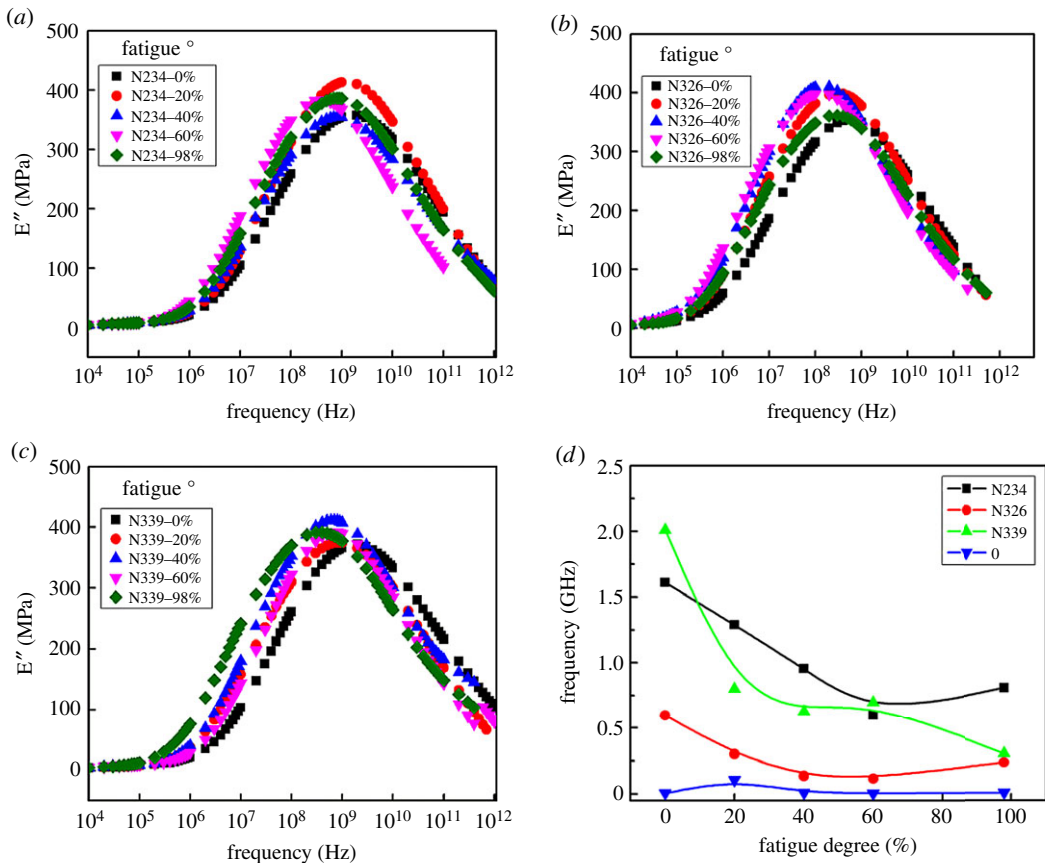 (a)
500
400
300
200
100
0
E″ (MPa)
fatigue °
N234–0%
N234–20%
N234–40%
N234–60%
N234–98%
10⁴ 10⁵ 10⁶ 10⁷ 10⁸ 10⁹ 10¹⁰ 10¹¹ 10¹²
frequency (Hz)
(b)
500
400
300
200
100
0
E″ (MPa)
fatigue °
N326–0%
N326–20%
N326–40%
N326–60%
N326–98%
10⁴ 10⁵ 10⁶ 10⁷ 10⁸ 10⁹ 10¹⁰ 10¹¹ 10¹²
frequency (Hz)
(c)
500
400
300
200
100
0
E″ (MPa)
fatigue °
N339–0%
N339–20%
N339–40%
N339–60%
N339–98%
10⁴ 10⁵ 10⁶ 10⁷ 10⁸ 10⁹ 10¹⁰ 10¹¹ 10¹²
frequency (Hz)
(d)
2.5
2.0
1.5
1.0
0.5
0
frequency (GHz)
N234
N326
N339
0
0 20 40 60 80 100
fatigue degree (%)